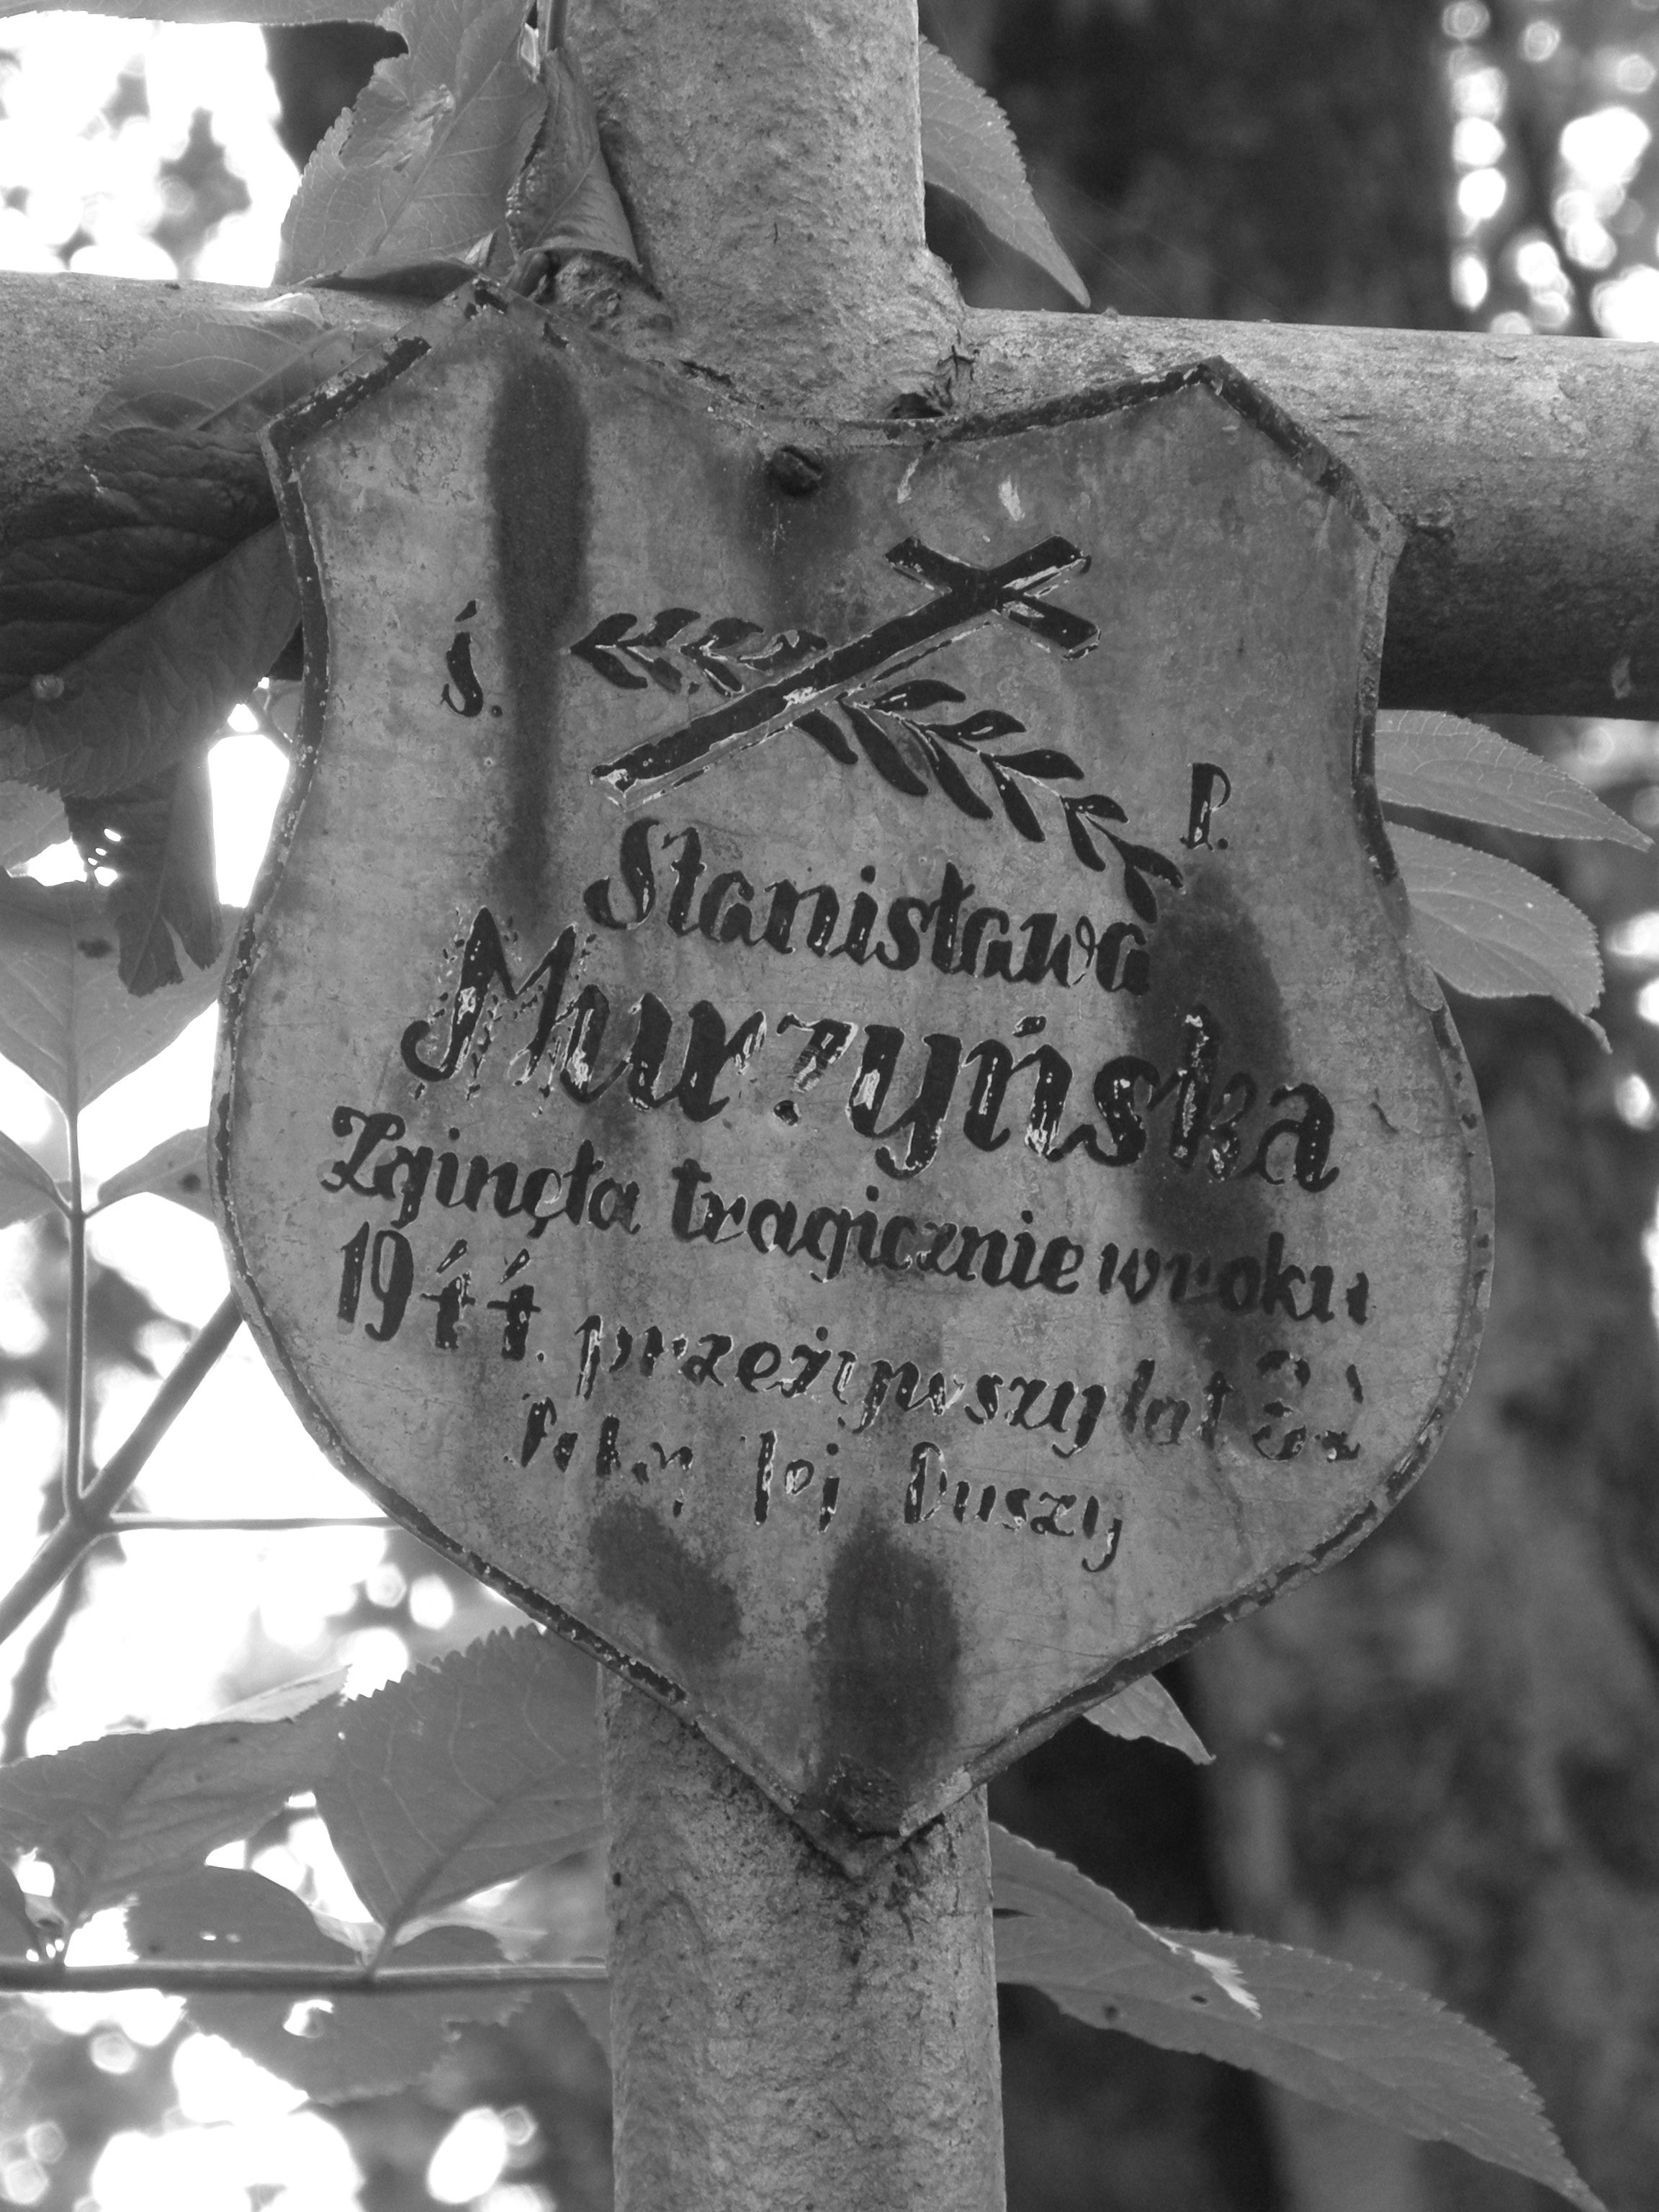 Ś. P.
Stanisława
Murzyńska
Zginęła tragicznie w roku
1944. przeżywszy lat
Pokój Jej Duszy